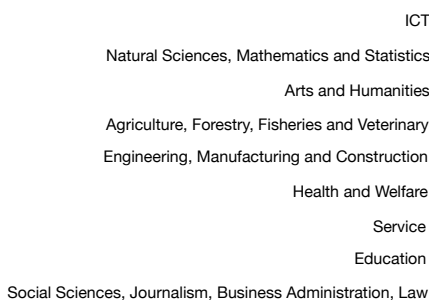 ICT
Natural Sciences, Mathematics and Statistics
Arts and Humanities
Agriculture, Forestry, Fisheries and Veterinary
Engineering, Manufacturing and Construction
Health and Welfare
Service
Education
Social Sciences, Journalism, Business Administration, Law